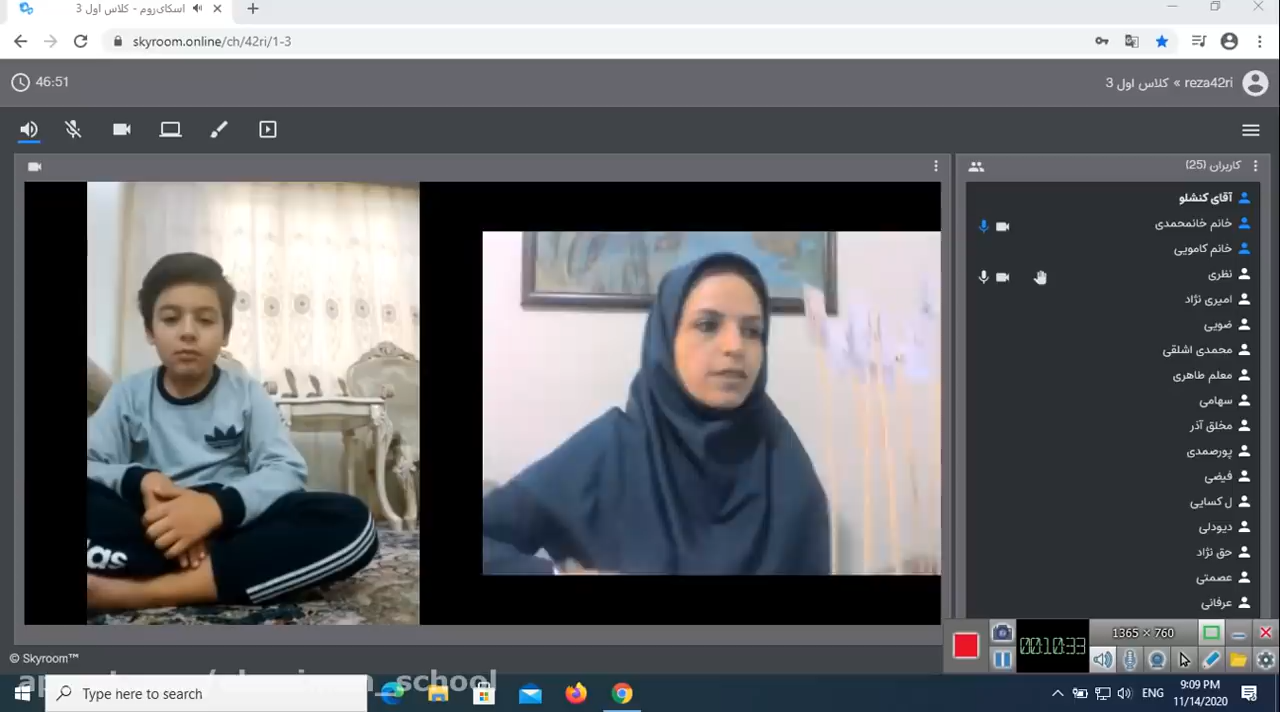 اسکای‌روم - کلاس اول 3
skyroom.online/ch/42ri/1-3
46:51
reza42ri » کلاس اول 3
کاربران (25)
آقای کنشلو
خانم خانمحمدی
خانم کامویی
نظری
امیری نژاد
ضویی
محمدی اشلقی
معلم طاهری
سهامی
مخلق آذر
پورصمدی
فیضی
ل کسایی
دیودلی
حق نژاد
عصمتی
عرفانی
das
1365 × 760
00:10:33
© Skyroom™
_school
Type here to search
ENG
9:09 PM
11/14/2020